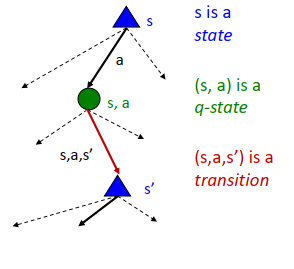 s
s is a
state
a
s, a
(s, a) is a
q-state
s,a,s’
(s,a,s’) is a
transition
s’